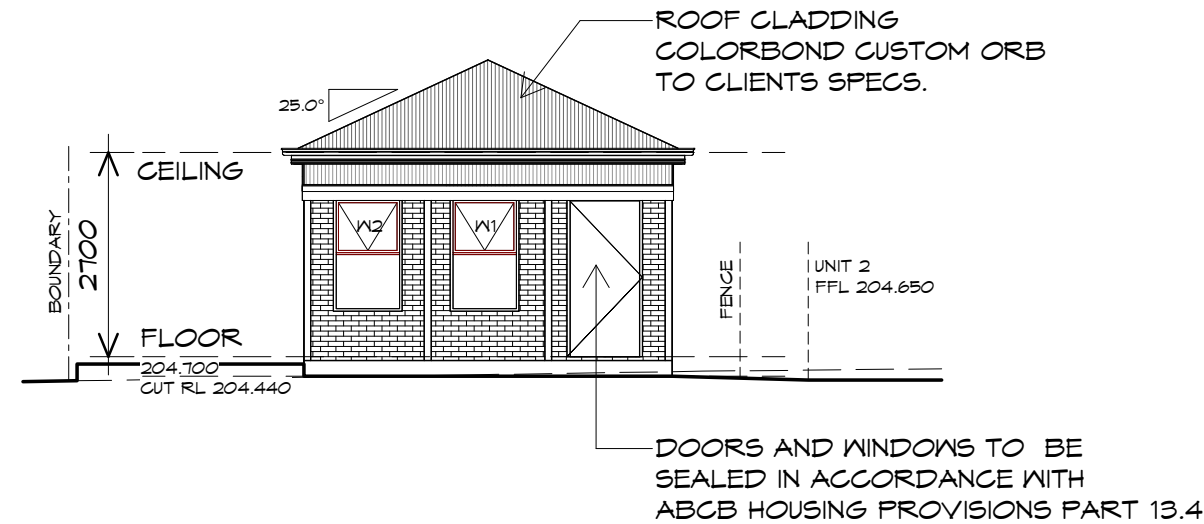 ROOF CLADDING
COLORBOND CUSTOM ORB
TO CLIENTS SPECS.
25.0°
CEILING
BOUNDARY
2700
W2
W1
FENCE
UNIT 2
FFL 204.650
FLOOR
204.700
CUT RL 204.440
DOORS AND WINDOWS TO BE
SEALED IN ACCORDANCE WITH
ABCB HOUSING PROVISIONS PART 13.4